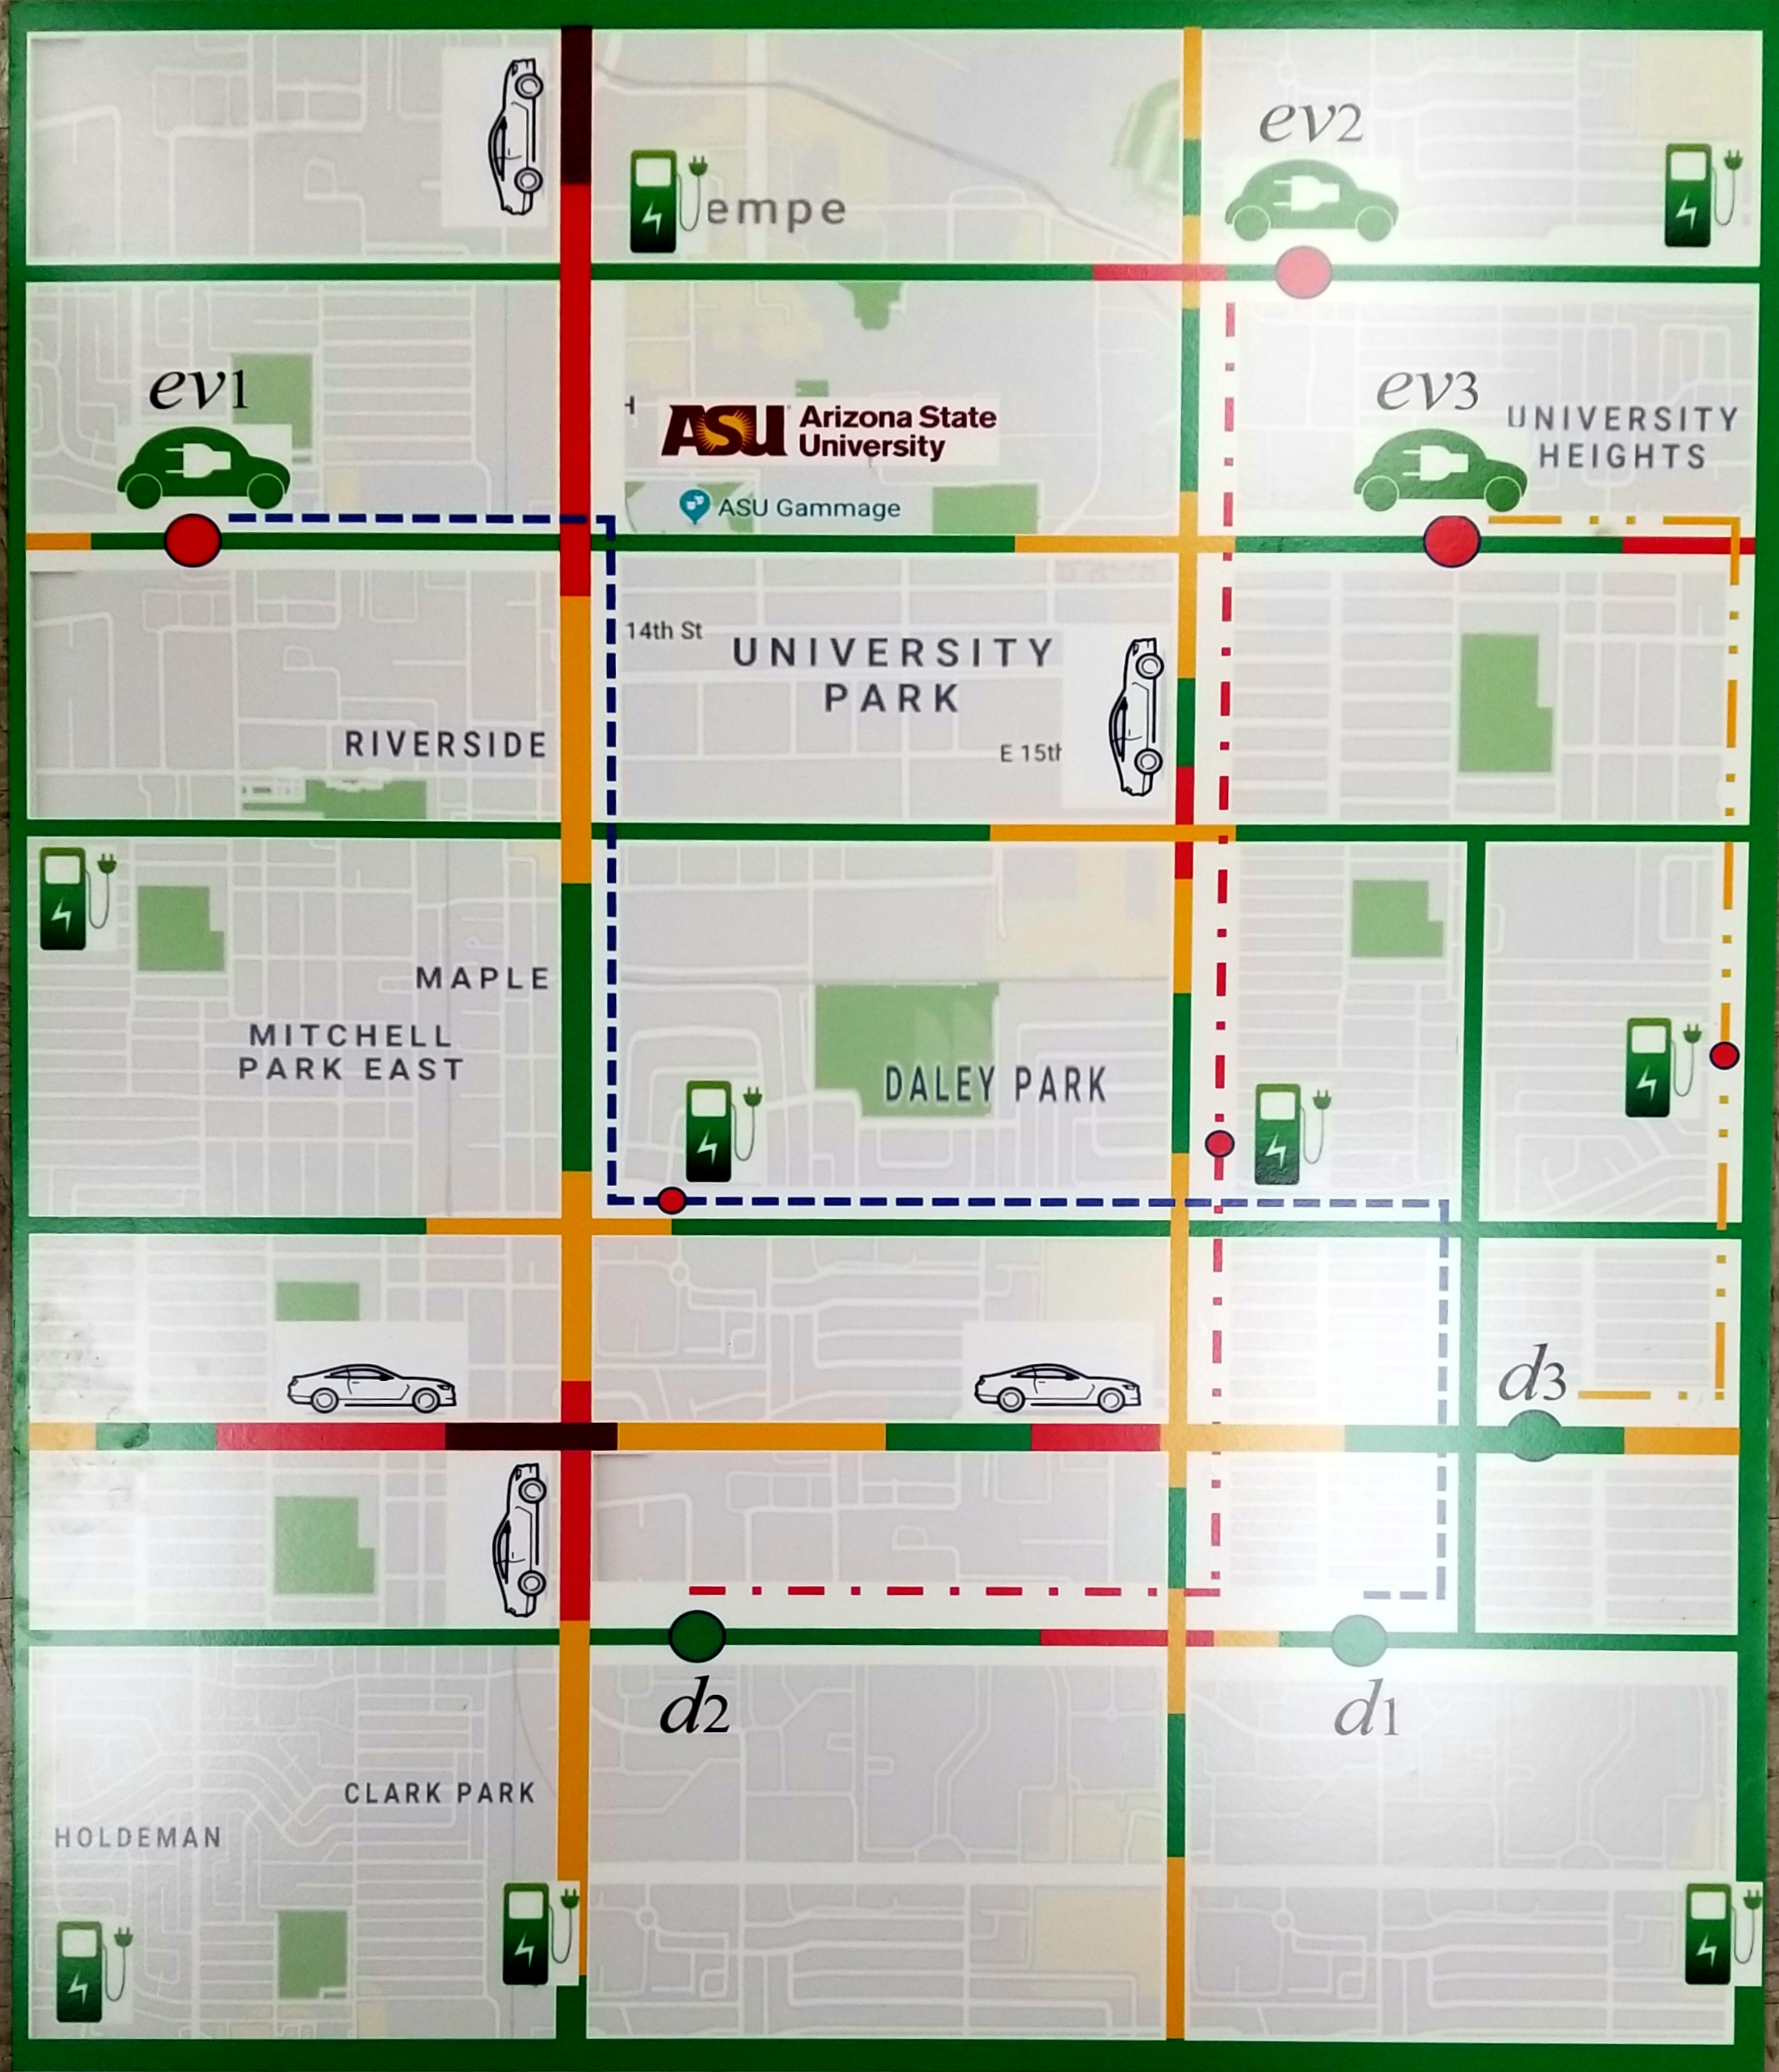 ev2
empe
ev1
ev3
UNIVERSITY
HEIGHTS
ASU Arizona State
University
ASU Gammage
14th St
UNIVERSITY
PARK
RIVERSIDE
E 15th
MAPLE
MITCHELL
PARK EAST
DALEY PARK
d3
d2
d1
CLARK PARK
HOLDEMAN